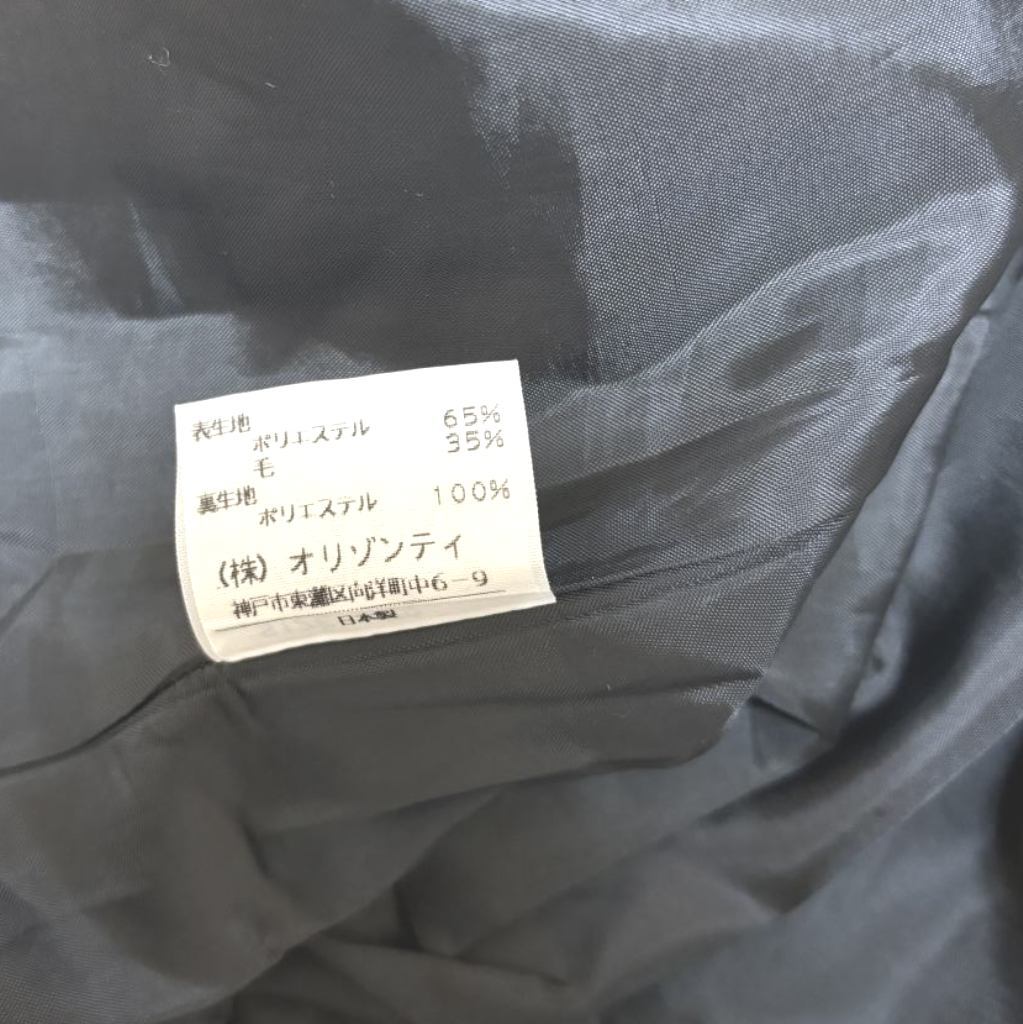 表生地
ポリエステル 65%
毛 35%
裏生地
ポリエステル 100%
(株) オリゾンティ
神戸市東灘区向洋町中6-9
日本製